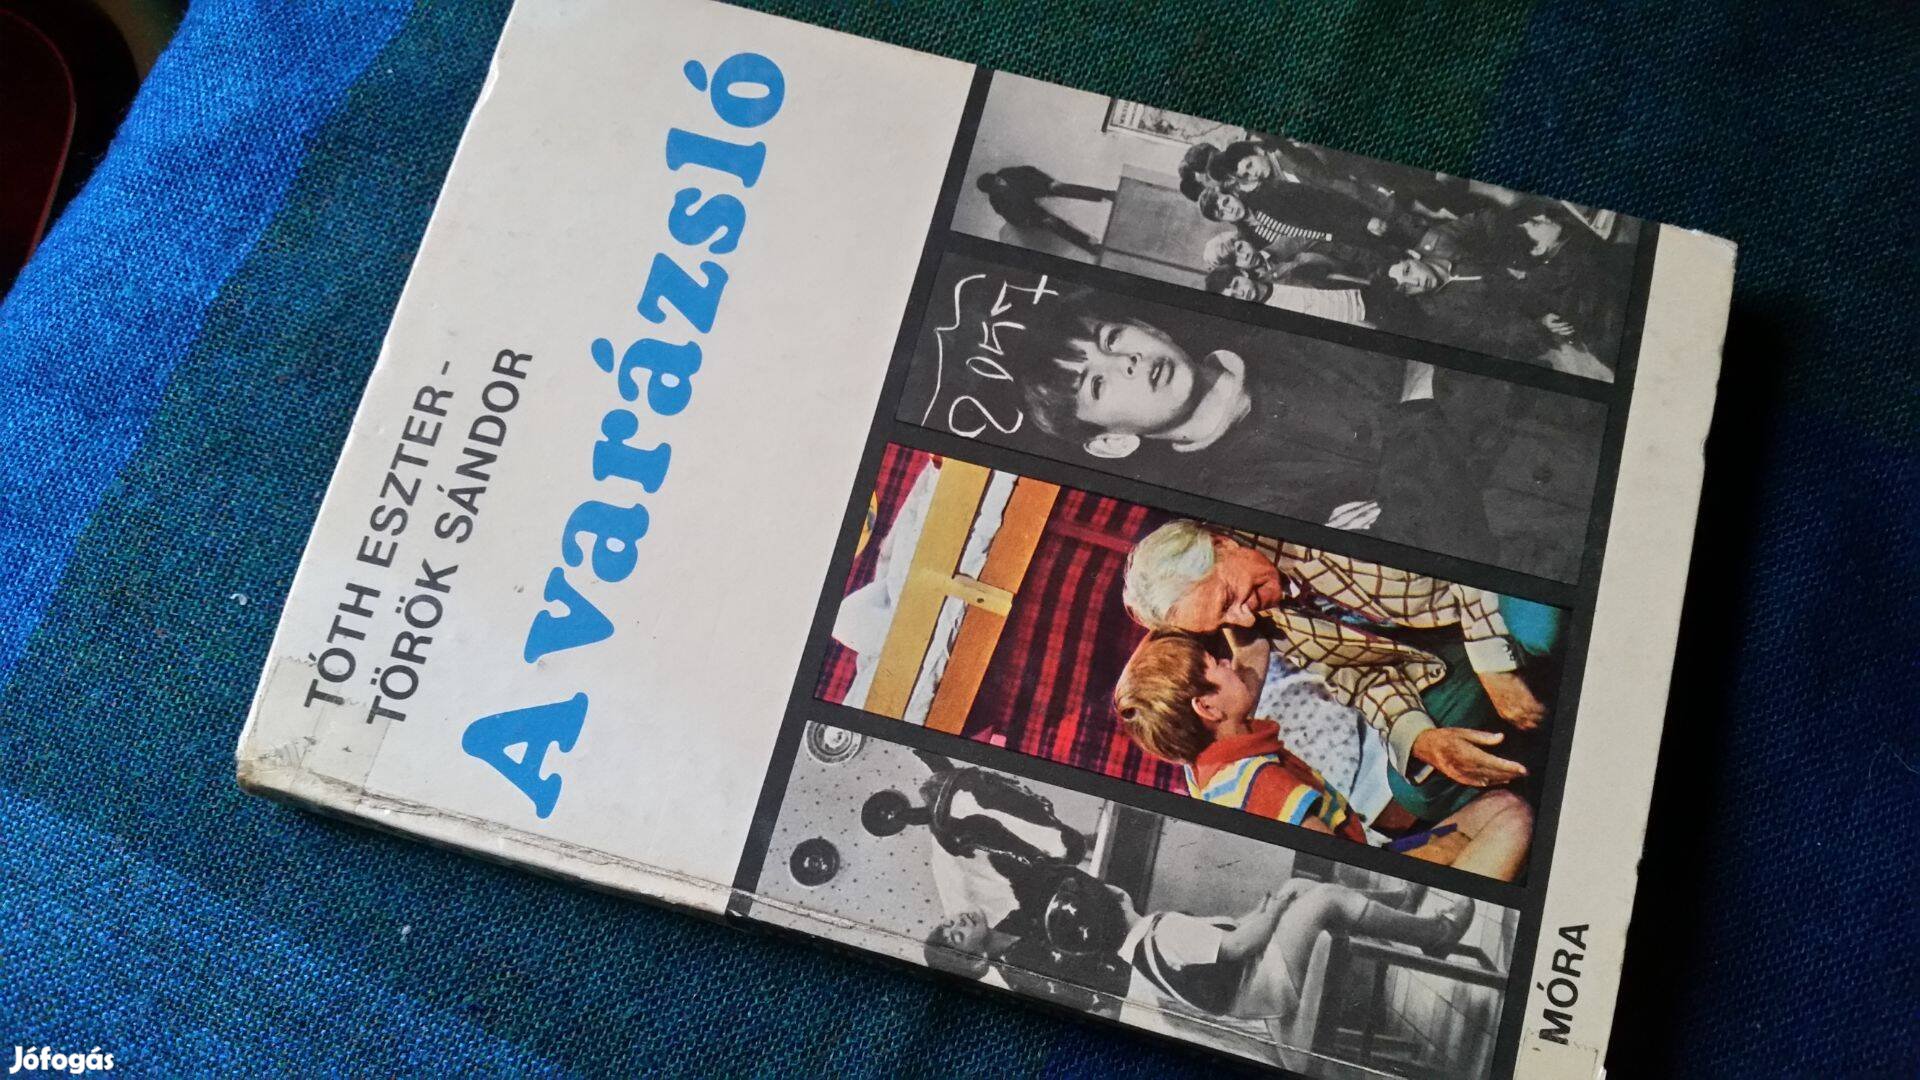 TÓTH ESZTER -
TÖRÖK SÁNDOR
A varázsló
MÓRA
Jófogás